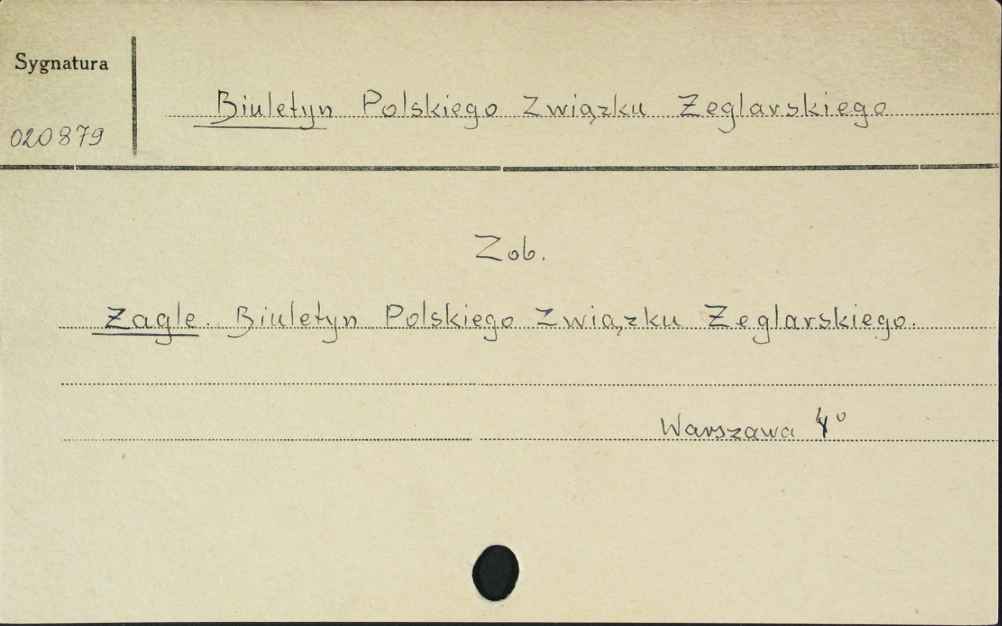 Sygnatura
020879
Biuletyn Polskiego Związku Żeglarskiego
Zob.
Żagle. Biuletyn Polskiego Związku Żeglarskiego.
Warszawa 4°